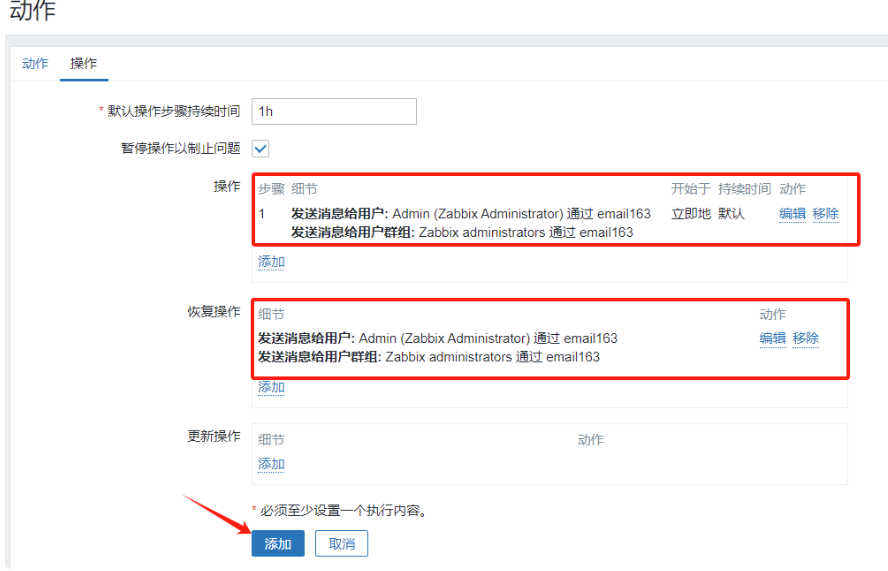 动作
动作 操作
* 默认操作步骤持续时间 1h
暂停操作以制止问题
操作 步骤 细节 开始于 持续时间 动作
1 发送消息给用户: Admin (Zabbix Administrator) 通过 email163 立即地 默认 编辑 移除
发送消息给用户群组: Zabbix administrators 通过 email163
添加
恢复操作 细节 动作
发送消息给用户: Admin (Zabbix Administrator) 通过 email163 编辑 移除
发送消息给用户群组: Zabbix administrators 通过 email163
添加
更新操作 细节 动作
添加
* 必须至少设置一个执行内容。
添加 取消